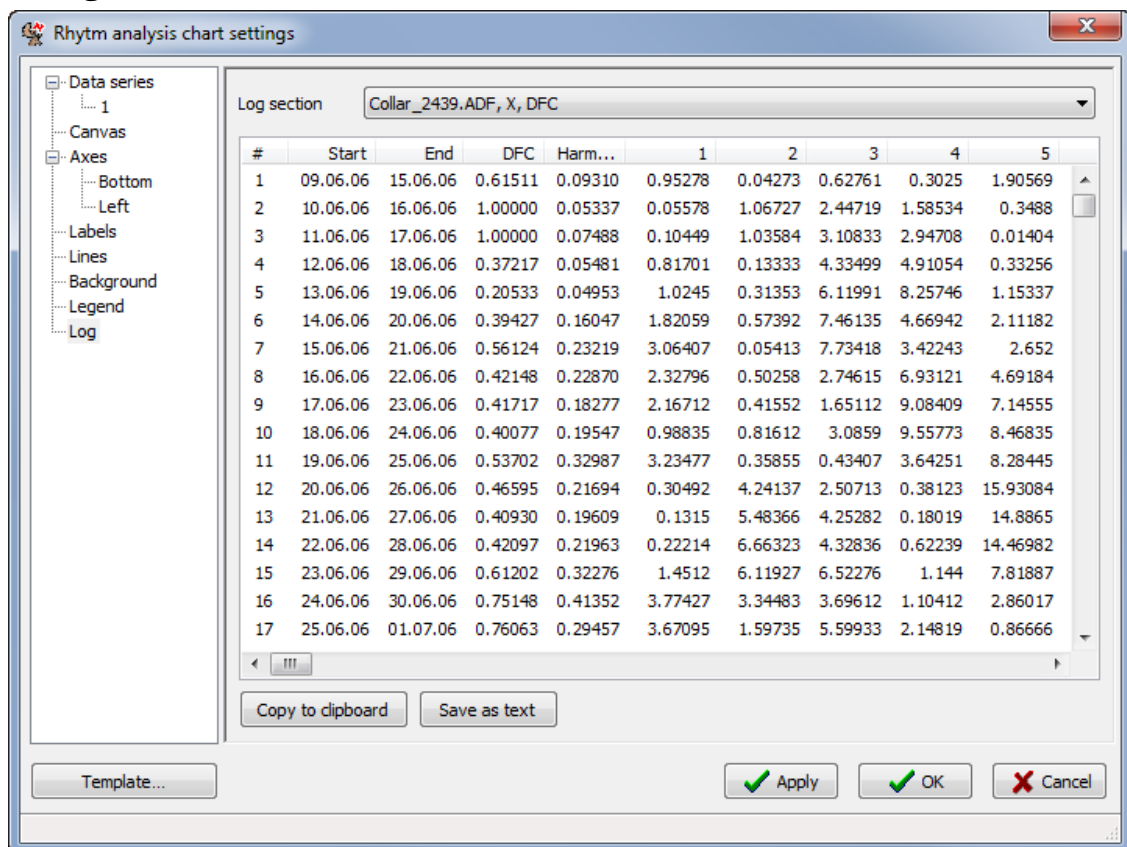 Rhytm analysis chart settings
Data series
1
Canvas
Axes
Bottom
Left
Labels
Lines
Background
Legend
Log
Log section Collar_2439.ADF, X, DFC
# Start End DFC Harm... 1 2 3 4 5
1 09.06.06 15.06.06 0.61511 0.09310 0.95278 0.04273 0.62761 0.3025 1.90569
2 10.06.06 16.06.06 1.00000 0.05337 0.05578 1.06727 2.44719 1.58534 0.3488
3 11.06.06 17.06.06 1.00000 0.07488 0.10449 1.03584 3.10833 2.94708 0.01404
4 12.06.06 18.06.06 0.37217 0.05481 0.81701 0.13333 4.33499 4.91054 0.33256
5 13.06.06 19.06.06 0.20533 0.04953 1.0245 0.31353 6.11991 8.25746 1.15337
6 14.06.06 20.06.06 0.39427 0.16047 1.82059 0.57392 7.46135 4.66942 2.11182
7 15.06.06 21.06.06 0.56124 0.23219 3.06407 0.05413 7.73418 3.42243 2.652
8 16.06.06 22.06.06 0.42148 0.22870 2.32796 0.50258 2.74615 6.93121 4.69184
9 17.06.06 23.06.06 0.41717 0.18277 2.16712 0.41552 1.65112 9.08409 7.14555
10 18.06.06 24.06.06 0.40077 0.19547 0.98835 0.81612 3.0859 9.55773 8.46835
11 19.06.06 25.06.06 0.53702 0.32987 3.23477 0.35855 0.43407 3.64251 8.28445
12 20.06.06 26.06.06 0.46595 0.21694 0.30492 4.24137 2.50713 0.38123 15.93084
13 21.06.06 27.06.06 0.40930 0.19609 0.1315 5.48366 4.25282 0.18019 14.8865
14 22.06.06 28.06.06 0.42097 0.21963 0.22214 6.66323 4.32836 0.62239 14.46982
15 23.06.06 29.06.06 0.61202 0.32276 1.4512 6.11927 6.52276 1.144 7.81887
16 24.06.06 30.06.06 0.75148 0.41352 3.77427 3.34483 3.69612 1.10412 2.86017
17 25.06.06 01.07.06 0.76063 0.29457 3.67095 1.59735 5.59933 2.14819 0.86666
Copy to clipboard Save as text
Template... Apply OK Cancel